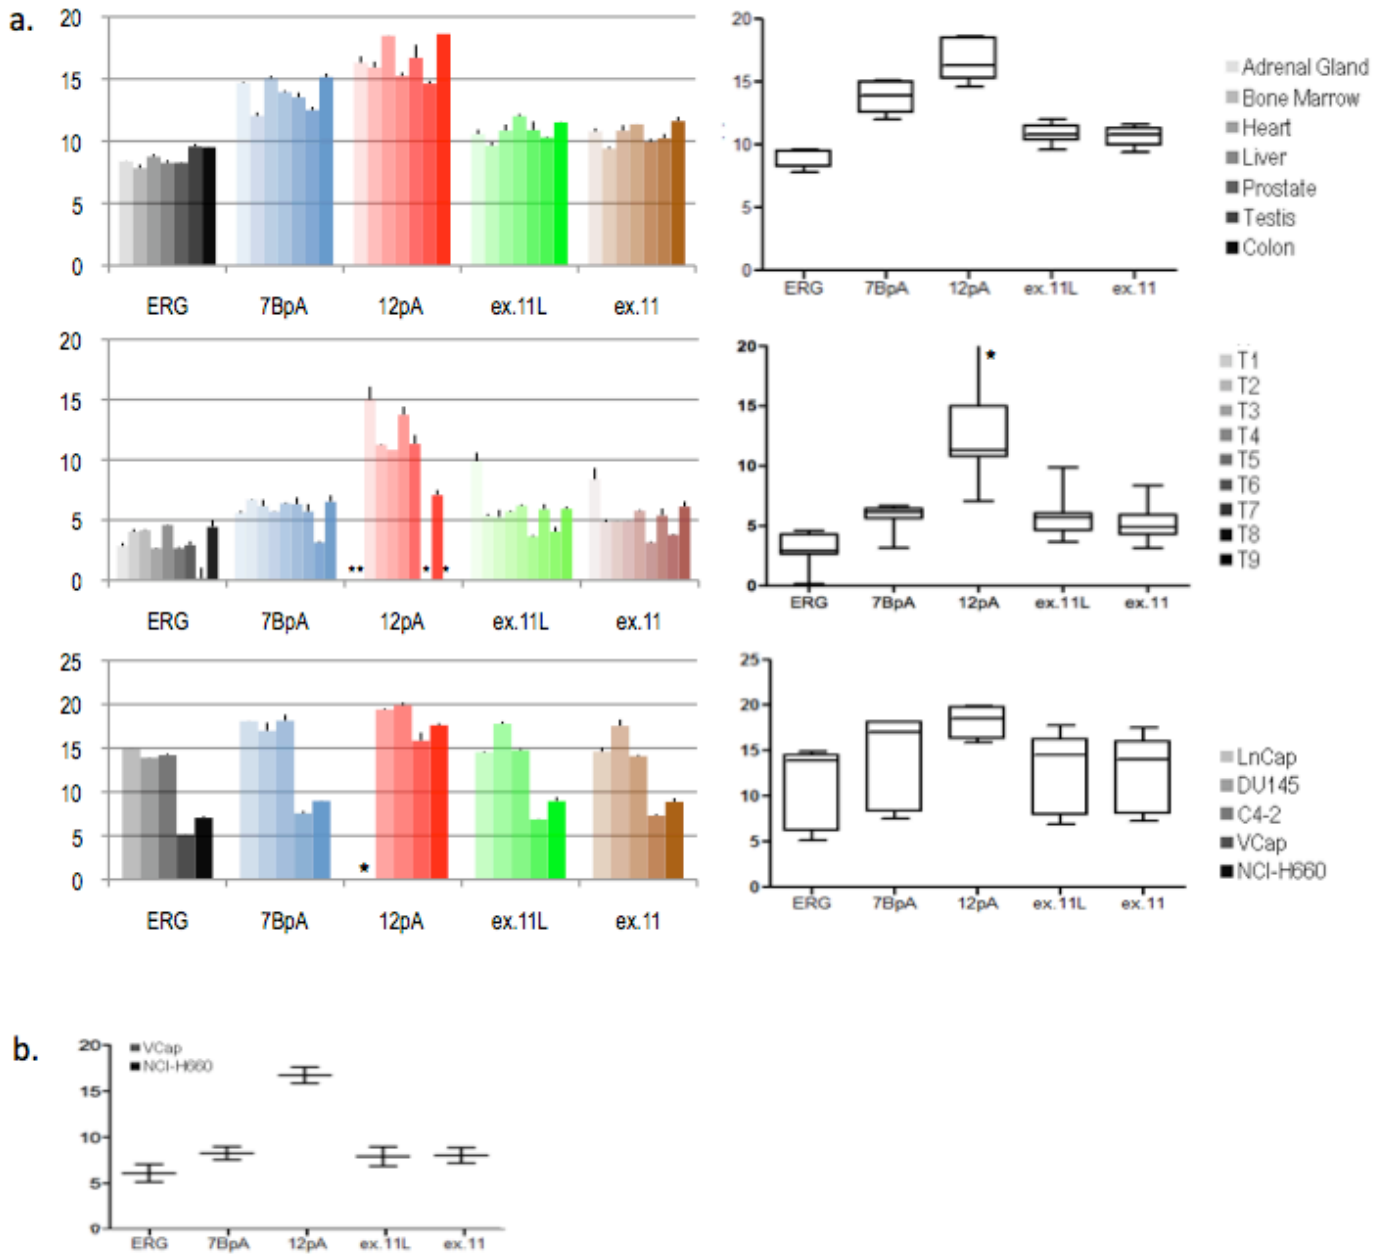 a.
20
15
10
5
0
ERG 7BpA 12pA ex.11L ex.11
20
15
10
5
0
ERG 7BpA 12pA ex.11L ex.11
Adrenal Gland
Bone Marrow
Heart
Liver
Prostate
Testis
Colon
20
15
10
5
0
** * *
ERG 7BpA 12pA ex.11L ex.11
20
15
10
5
0
*
ERG 7BpA 12pA ex.11L ex.11
T1
T2
T3
T4
T5
T6
T7
T8
T9
25
20
15
10
5
0
*
ERG 7BpA 12pA ex.11L ex.11
25
20
15
10
5
0
ERG 7BpA 12pA ex.11L ex.11
LnCap
DU145
C4-2
VCap
NCI-H660
b.
20
15
10
5
0
VCap
NCI-H660
ERG 7BpA 12pA ex.11L ex.11